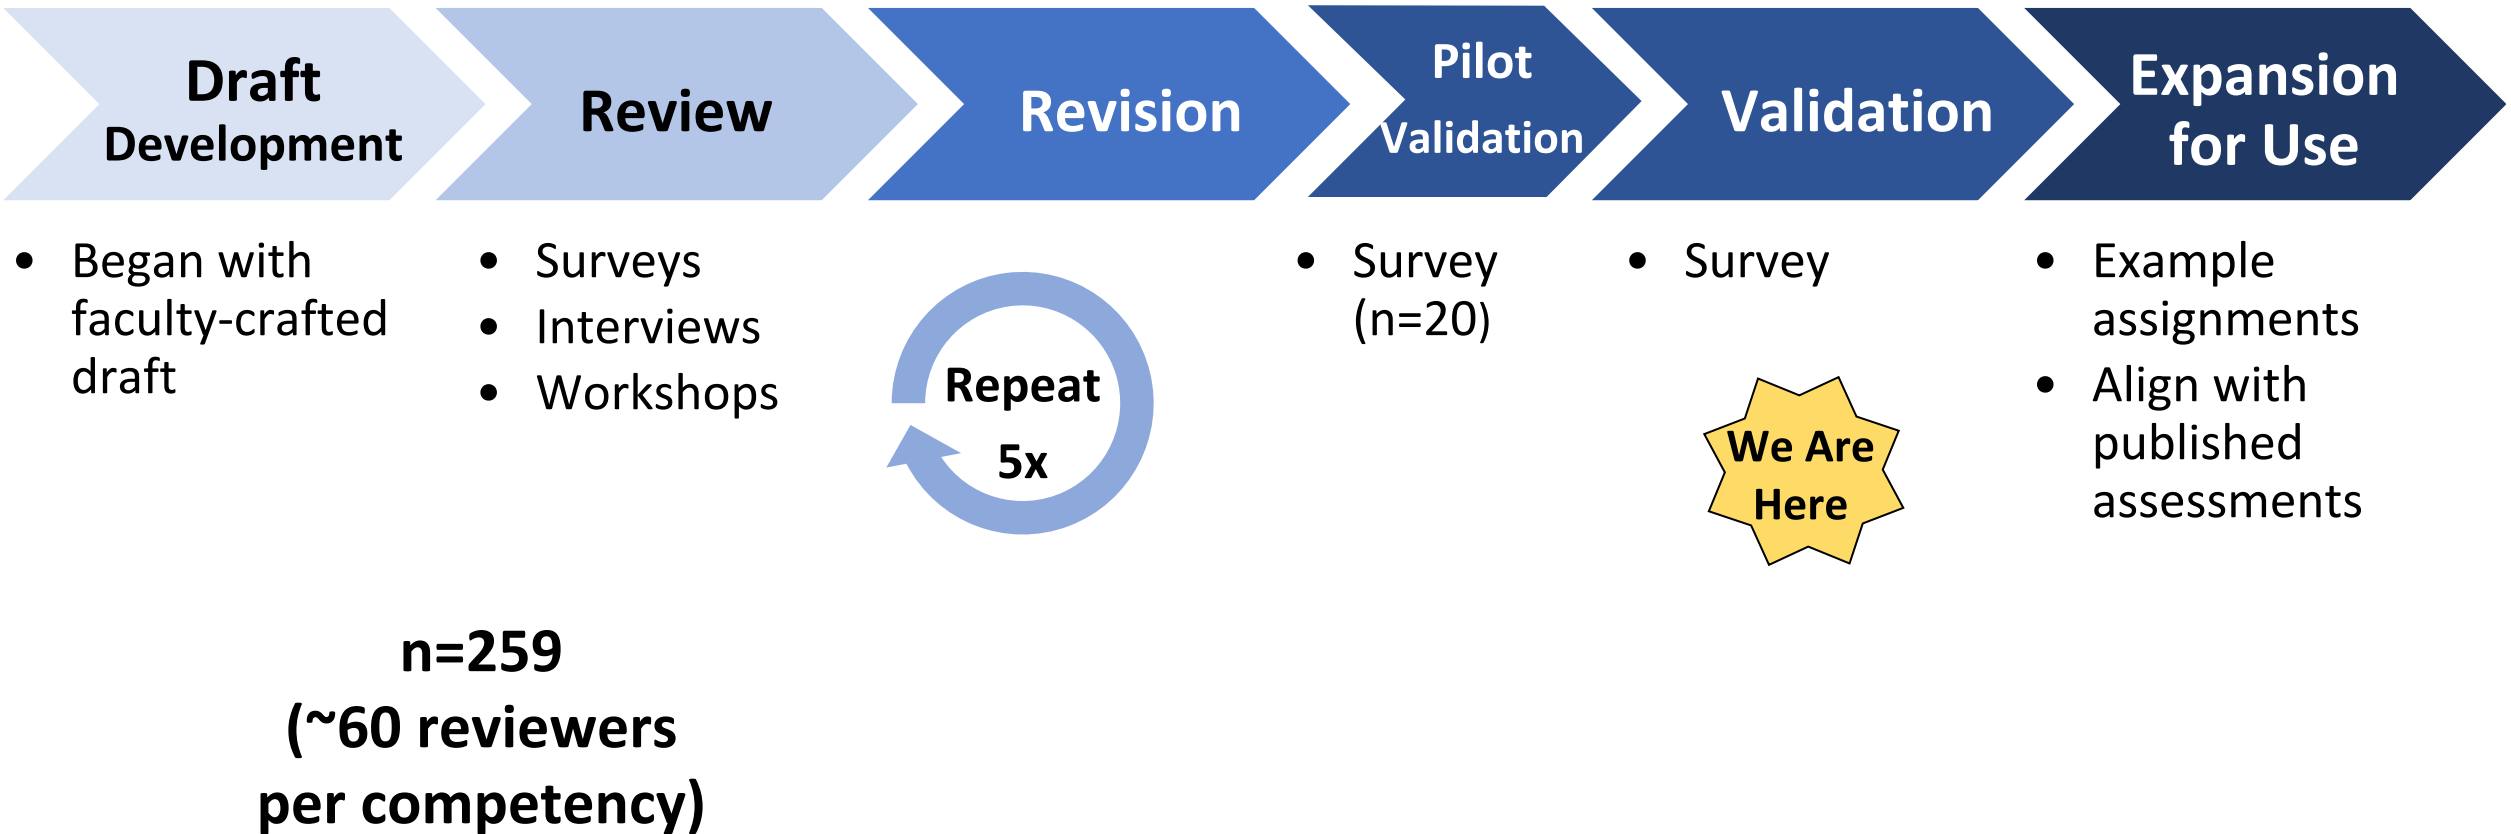 Draft
Development
Review
Revision
Pilot
Validation
Validation
Expansion
for Use
• Began with
faculty-crafted
draft
• Surveys
• Interviews
• Workshops
Repeat
5x
• Survey
(n=20)
• Survey
We Are
Here
• Example
assignments
• Align with
published
assessments
n=259
(~60 reviewers
per competency)